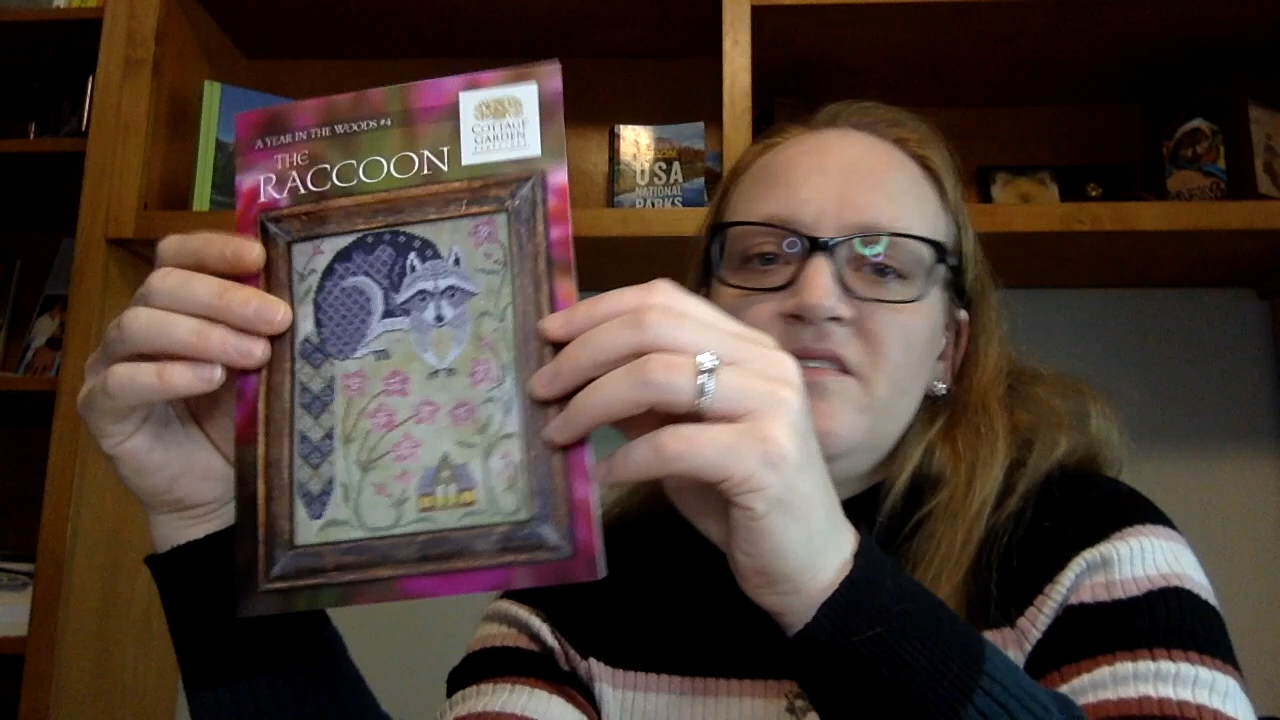 A YEAR IN THE WOODS #4
THE
RACCOON
COTTAGE
GARDEN
USA
NATIONAL
PARKS